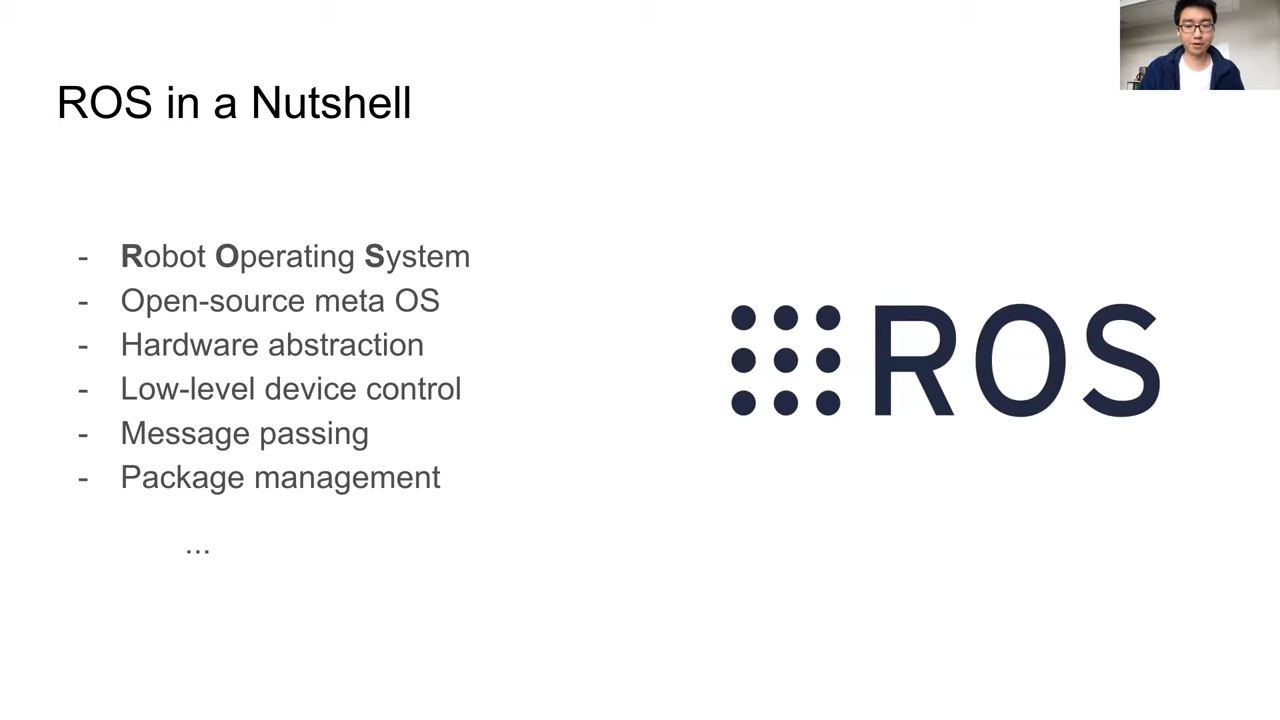 ROS in a Nutshell
- Robot Operating System
- Open-source meta OS
- Hardware abstraction
- Low-level device control
- Message passing
- Package management
...
ROS